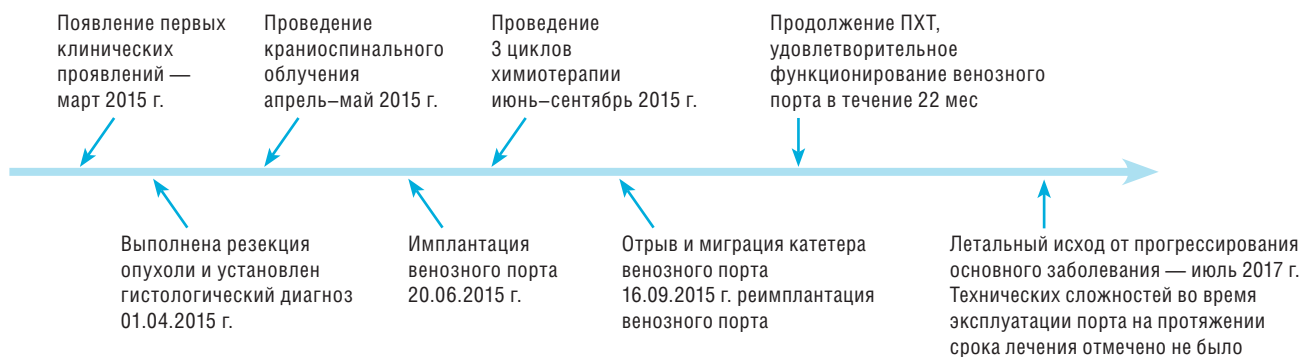 Появление первых
клинических
проявлений —
март 2015 г.
Проведение
краниоспинального
облучения
апрель–май 2015 г.
Проведение
3 циклов
химиотерапии
июнь–сентябрь 2015 г.
Продолжение ПХТ,
удовлетворительное
функционирование венозного
порта в течение 22 мес
Выполнена резекция
опухоли и установлен
гистологический диагноз
01.04.2015 г.
Имплантация
венозного порта
20.06.2015 г.
Отрыв и миграция катетера
венозного порта
16.09.2015 г. реимплантация
венозного порта
Летальный исход от прогрессирования
основного заболевания — июль 2017 г.
Технических сложностей во время
эксплуатации порта на протяжении
срока лечения отмечено не было